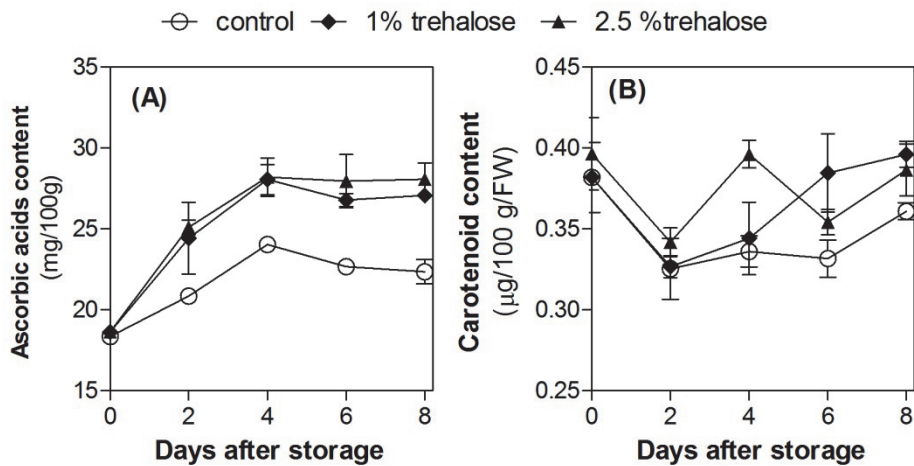 control 1% trehalose 2.5 %trehalose
(A)
Ascorbic acids content
(mg/100g)
35
30
25
20
15
0 2 4 6 8
Days after storage
(B)
Carotenoid content
(μg/100 g/FW)
0.45
0.40
0.35
0.30
0.25
0 2 4 6 8
Days after storage